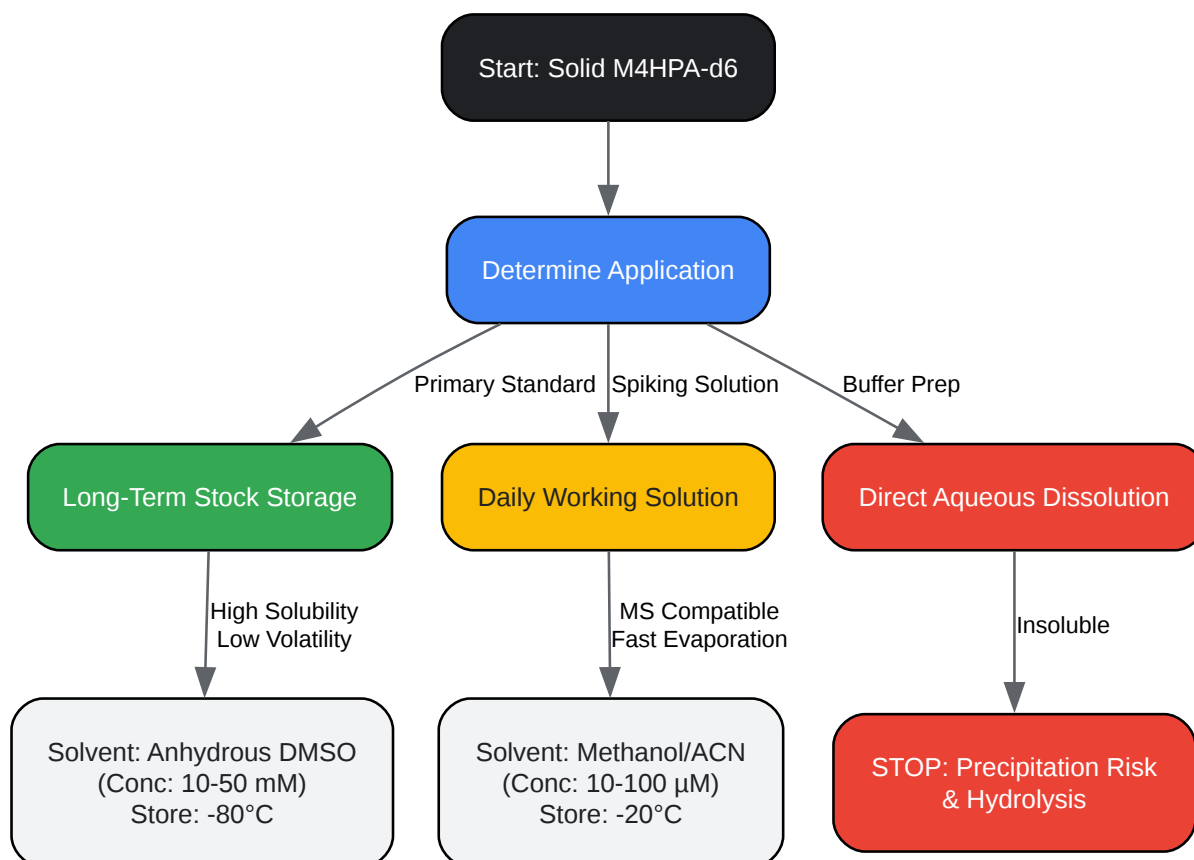 Start: Solid M4HPA-d6
Determine Application
Primary Standard
Spiking Solution
Buffer Prep
Long-Term Stock Storage
Daily Working Solution
Direct Aqueous Dissolution
High Solubility
Low Volatility
MS Compatible
Fast Evaporation
Insoluble
Solvent: Anhydrous DMSO
(Conc: 10-50 mM)
Store: -80°C
Solvent: Methanol/ACN
(Conc: 10-100 µM)
Store: -20°C
STOP: Precipitation Risk
& Hydrolysis